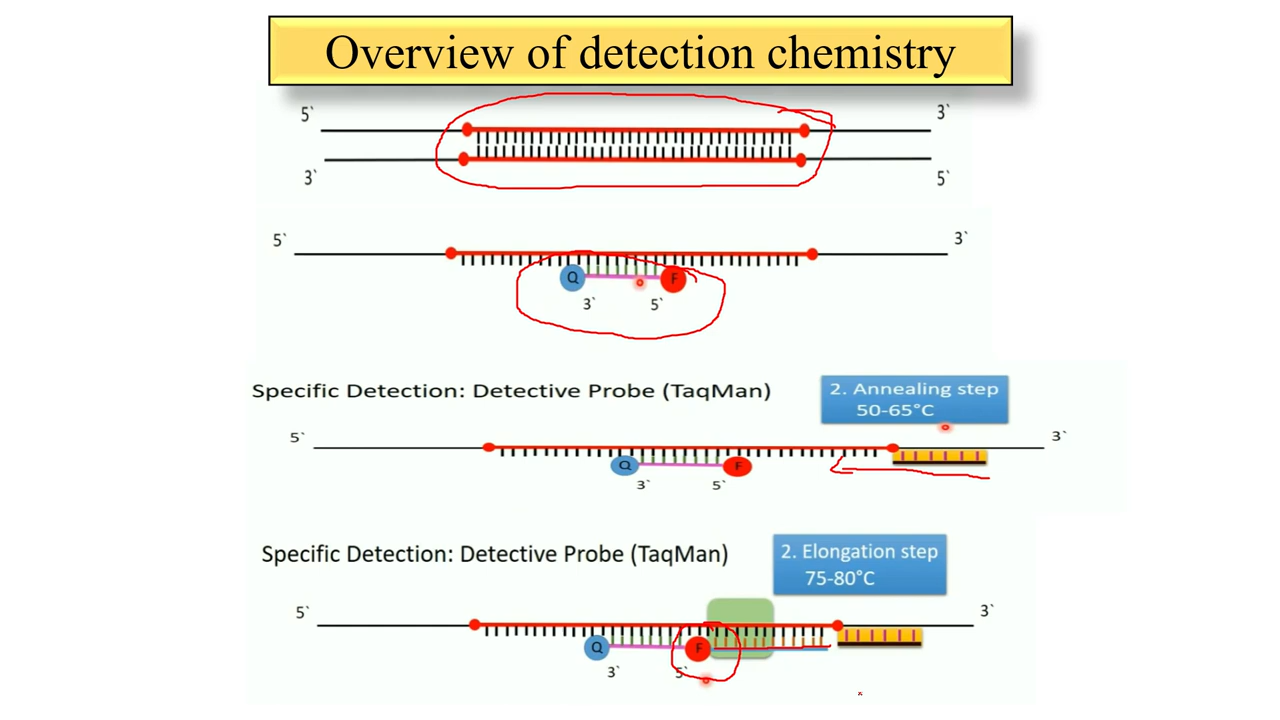 Overview of detection chemistry
5` 3`
3` 5`
5` 3`
Q F
3` 5`
Specific Detection: Detective Probe (TaqMan)
2. Annealing step
50-65°C
5` 3`
Q F
3` 5`
Specific Detection: Detective Probe (TaqMan)
2. Elongation step
75-80°C
5` 3`
Q F
3` 5`